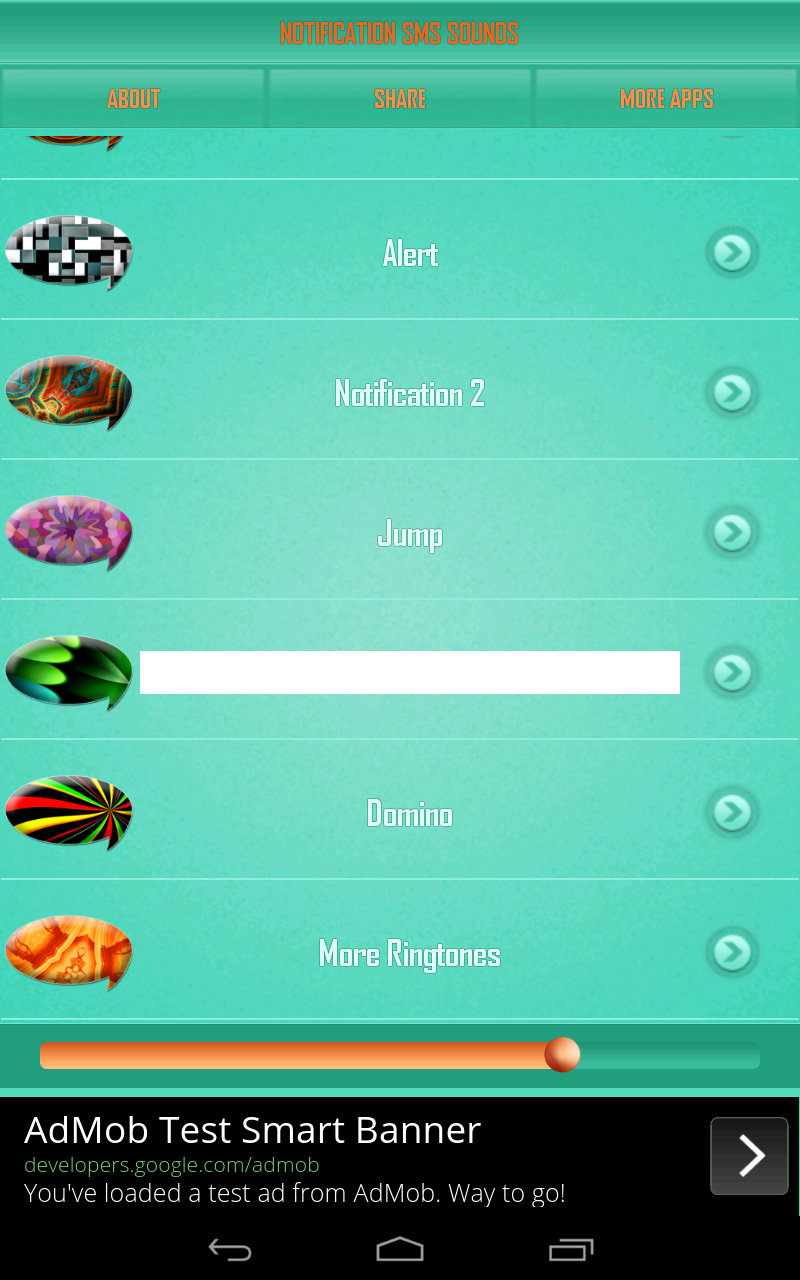 NOTIFICATION SMS SOUNDS
ABOUT
SHARE
MORE APPS
Alert
Notification 2
Jump
Domino
More Ringtones
AdMob Test Smart Banner
developers.google.com/admob
You've loaded a test ad from AdMob. Way to go!